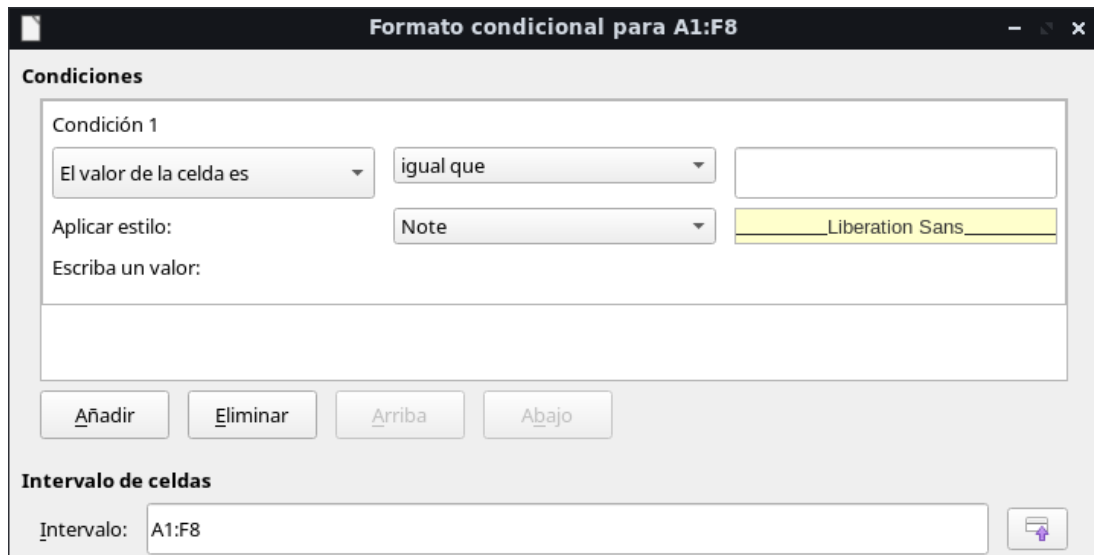 Formato condicional para A1:F8
Condiciones
Condición 1
El valor de la celda es igual que
Aplicar estilo: Note Liberation Sans
Escriba un valor:
Añadir Eliminar Arriba Abajo
Intervalo de celdas
Intervalo: A1:F8